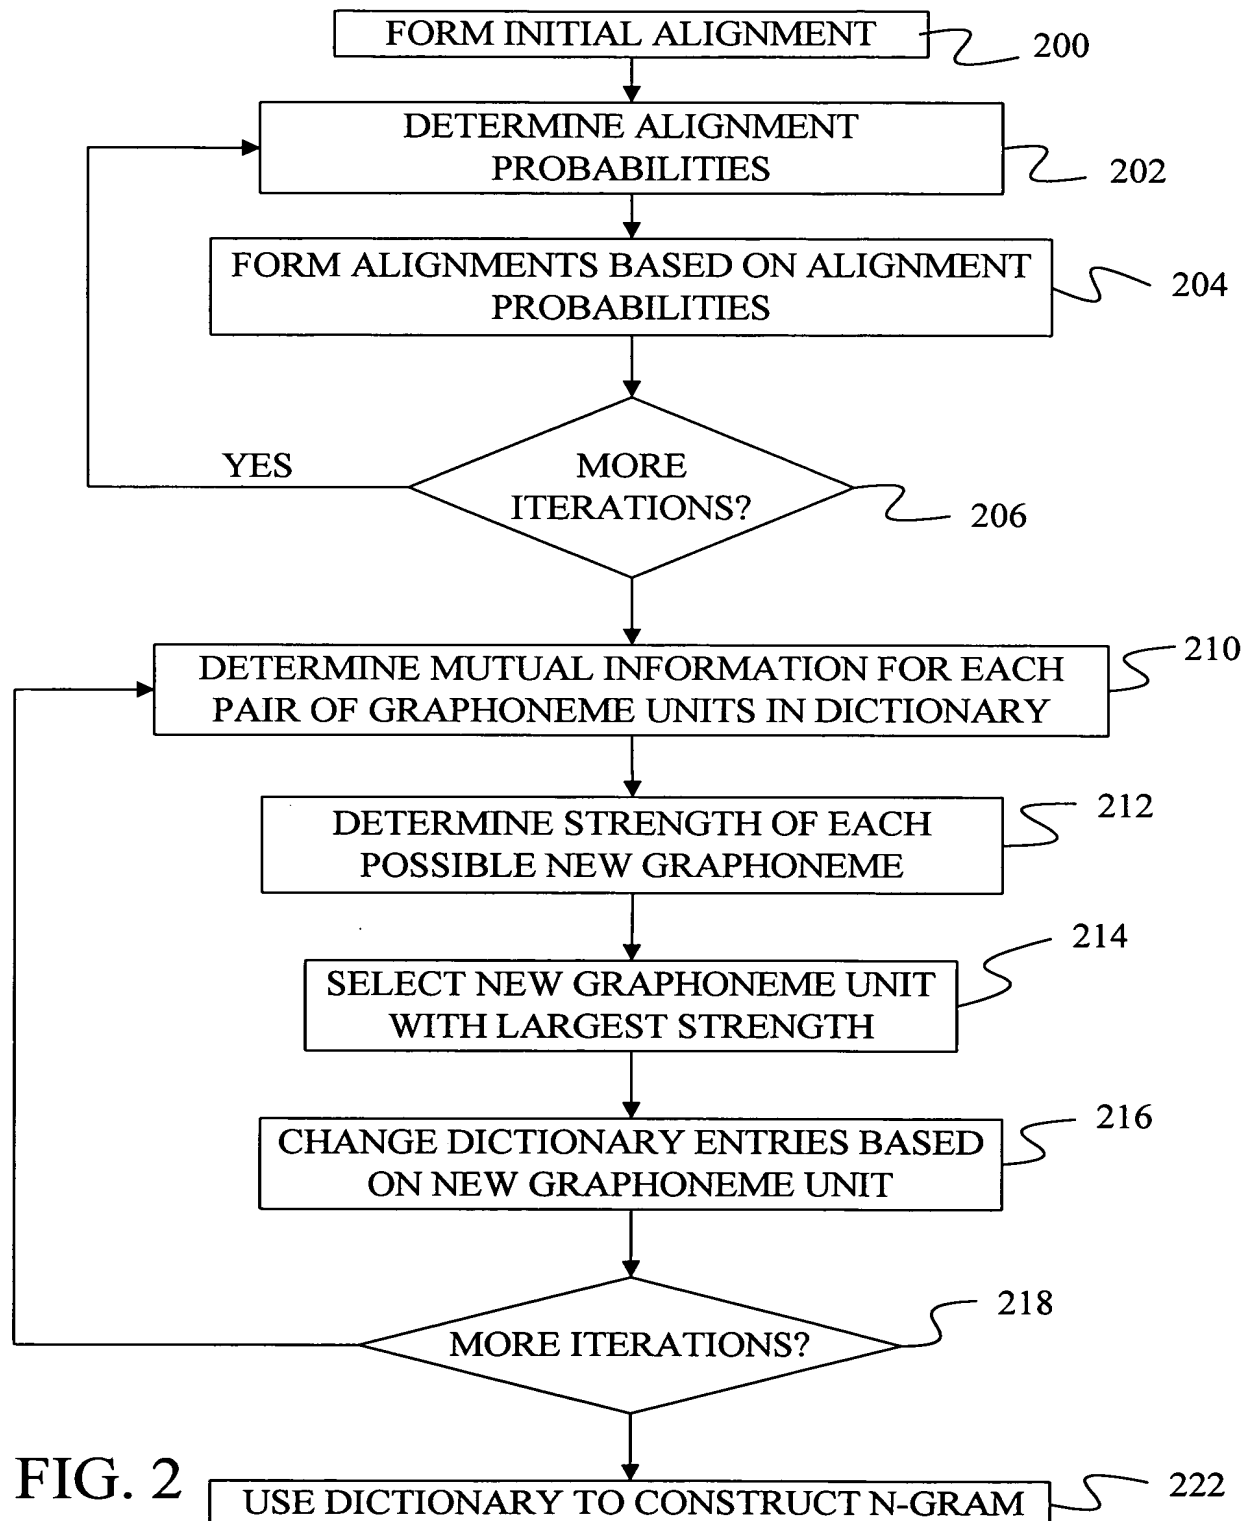 FORM INITIAL ALIGNMENT
200
DETERMINE ALIGNMENT
PROBABILITIES
202
FORM ALIGNMENTS BASED ON ALIGNMENT
PROBABILITIES
204
YES
MORE
ITERATIONS?
206
DETERMINE MUTUAL INFORMATION FOR EACH
PAIR OF GRAPHONEME UNITS IN DICTIONARY
210
DETERMINE STRENGTH OF EACH
POSSIBLE NEW GRAPHONEME
212
SELECT NEW GRAPHONEME UNIT
WITH LARGEST STRENGTH
214
CHANGE DICTIONARY ENTRIES BASED
ON NEW GRAPHONEME UNIT
216
MORE ITERATIONS?
218
FIG. 2
USE DICTIONARY TO CONSTRUCT N-GRAM
222